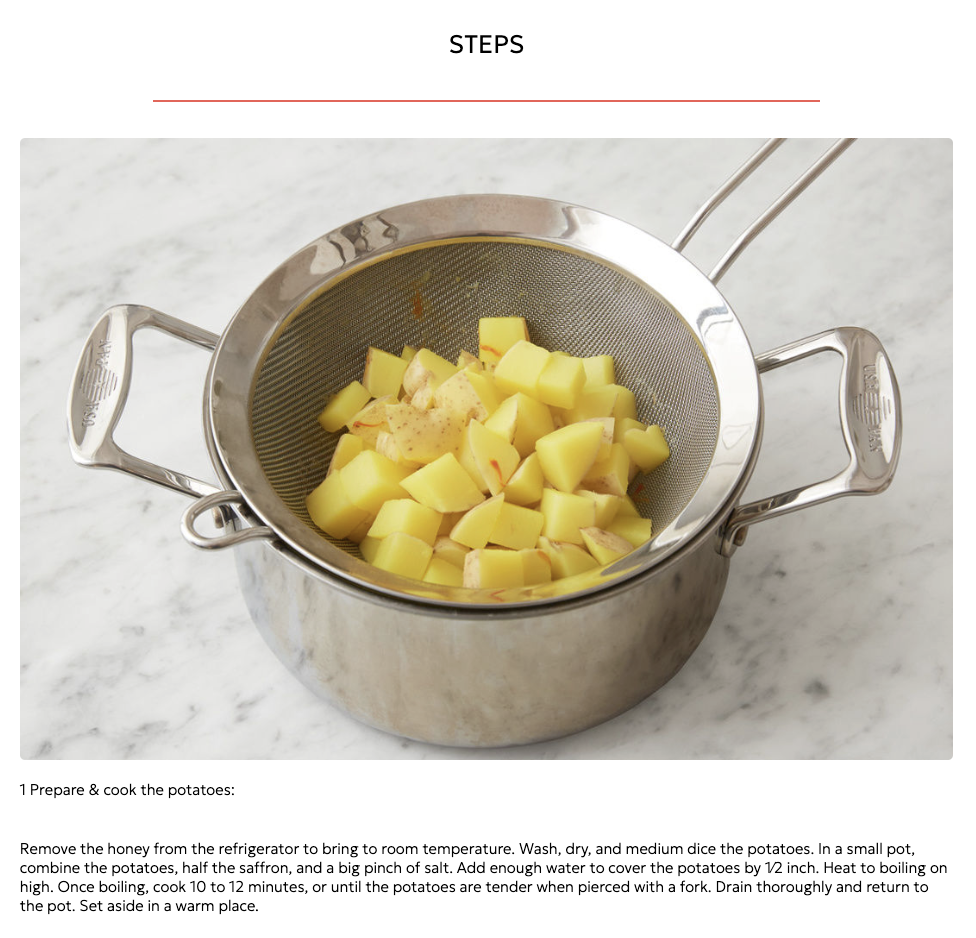 STEPS
1 Prepare & cook the potatoes:
Remove the honey from the refrigerator to bring to room temperature. Wash, dry, and medium dice the potatoes. In a small pot,
combine the potatoes, half the saffron, and a big pinch of salt. Add enough water to cover the potatoes by 1/2 inch. Heat to boiling on
high. Once boiling, cook 10 to 12 minutes, or until the potatoes are tender when pierced with a fork. Drain thoroughly and return to
the pot. Set aside in a warm place.